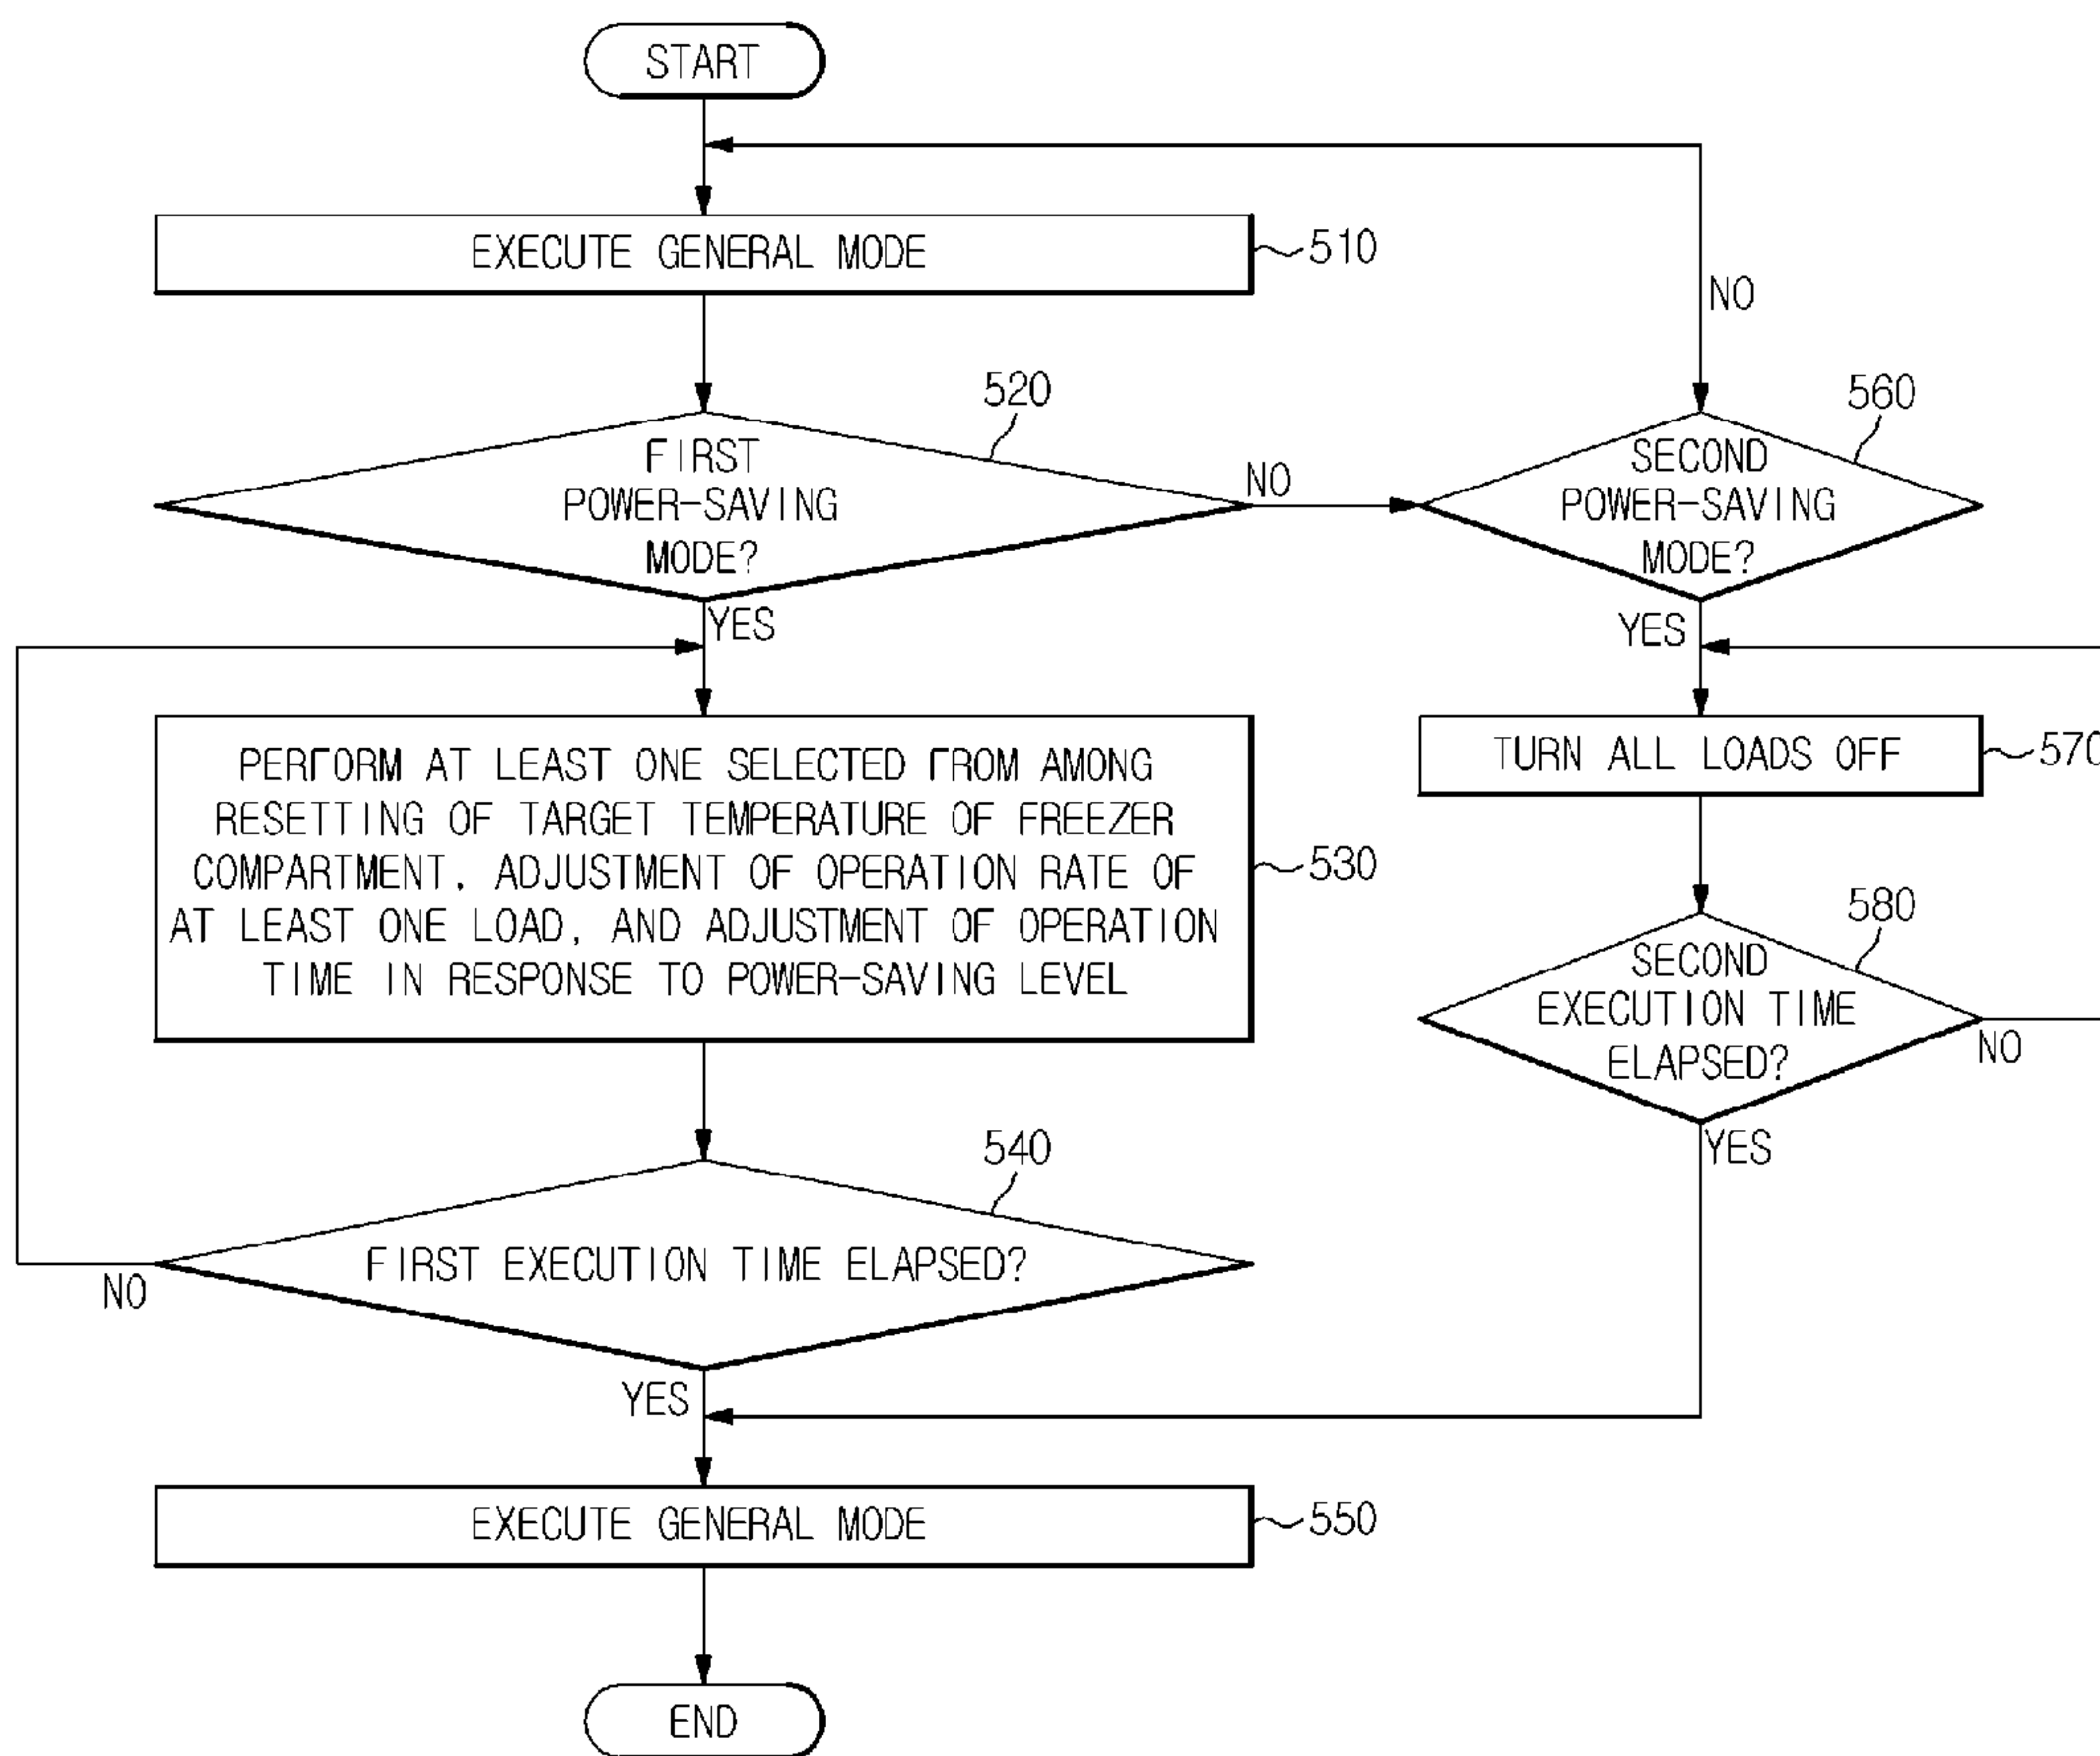 START
EXECUTE GENERAL MODE
510
NO
520
FIRST
POWER-SAVING
MODE?
NO
YES
560
SECOND
POWER-SAVING
MODE?
YES
PERFORM AT LEAST ONE SELECTED FROM AMONG
RESETTING OF TARGET TEMPERATURE OF FREEZER
COMPARTMENT, ADJUSTMENT OF OPERATION RATE OF
AT LEAST ONE LOAD, AND ADJUSTMENT OF OPERATION
TIME IN RESPONSE TO POWER-SAVING LEVEL
530
TURN ALL LOADS OFF
570
580
SECOND
EXECUTION TIME
ELAPSED?
NO
YES
540
FIRST EXECUTION TIME ELAPSED?
NO
YES
EXECUTE GENERAL MODE
550
END